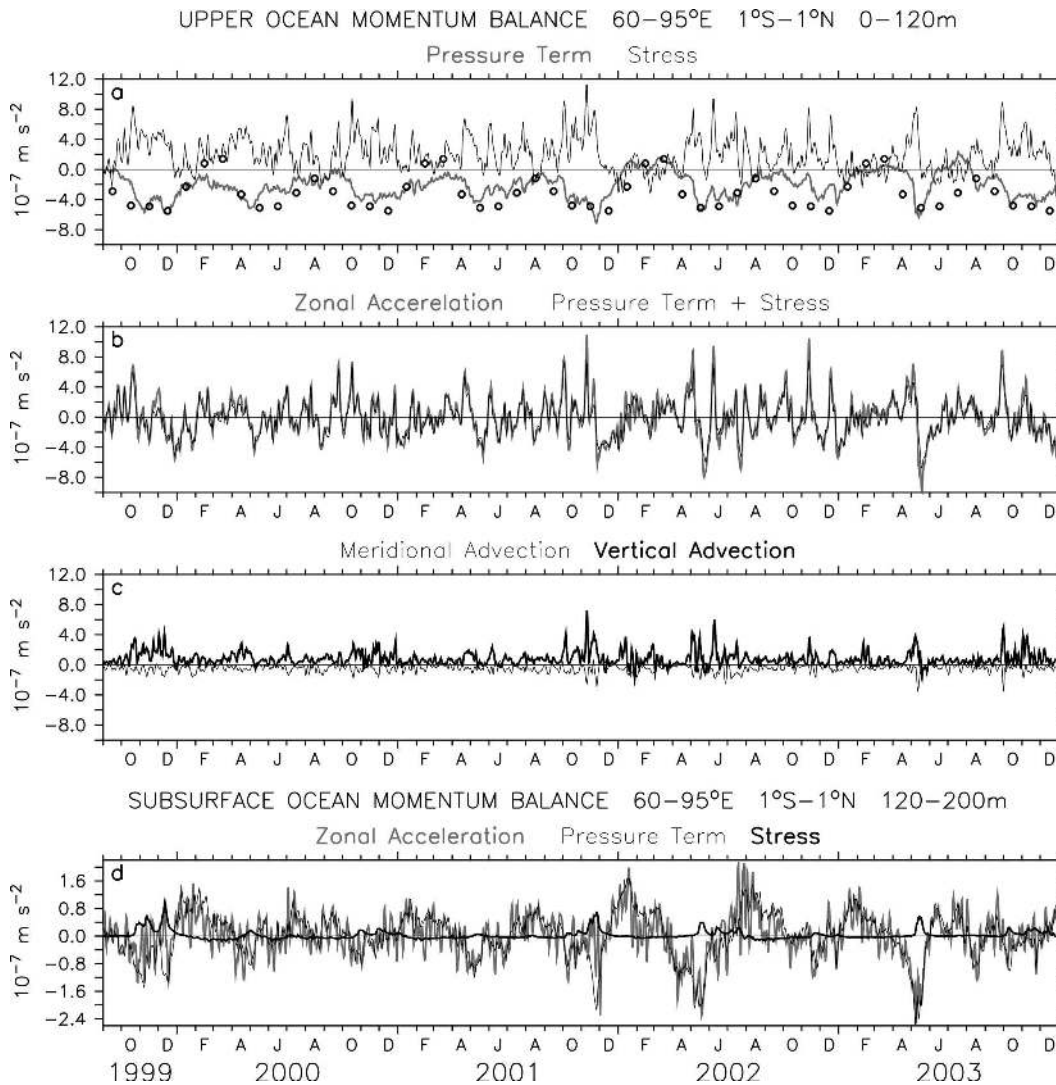 UPPER OCEAN MOMENTUM BALANCE 60–95°E 1°S–1°N 0–120m
Pressure Term Stress
a
12.0
8.0
4.0
0.0
−4.0
−8.0
10⁻⁷ m s⁻²
O D F A J A O D F A J A O D F A J A O D F A J A O D
Zonal Accerelation Pressure Term + Stress
b
12.0
8.0
4.0
0.0
−4.0
−8.0
10⁻⁷ m s⁻²
O D F A J A O D F A J A O D F A J A O D F A J A O D
Meridional Advection Vertical Advection
c
12.0
8.0
4.0
0.0
−4.0
−8.0
10⁻⁷ m s⁻²
O D F A J A O D F A J A O D F A J A O D F A J A O D
SUBSURFACE OCEAN MOMENTUM BALANCE 60–95°E 1°S–1°N 120–200m
Zonal Acceleration Pressure Term Stress
d
1.6
0.8
0.0
−0.8
−1.6
−2.4
10⁻⁷ m s⁻²
O D F A J A O D F A J A O D F A J A O D F A J A O D
1999 2000 2001 2002 2003